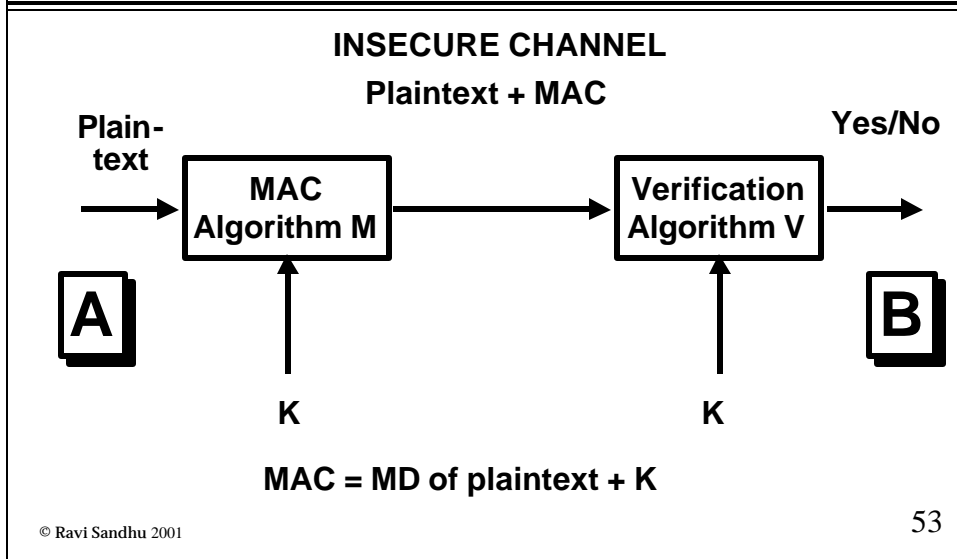 INSECURE CHANNEL
Plaintext + MAC
Plain-
text
Yes/No
MAC
Algorithm M
Verification
Algorithm V
A
B
K
K
MAC = MD of plaintext + K
© Ravi Sandhu 2001
53